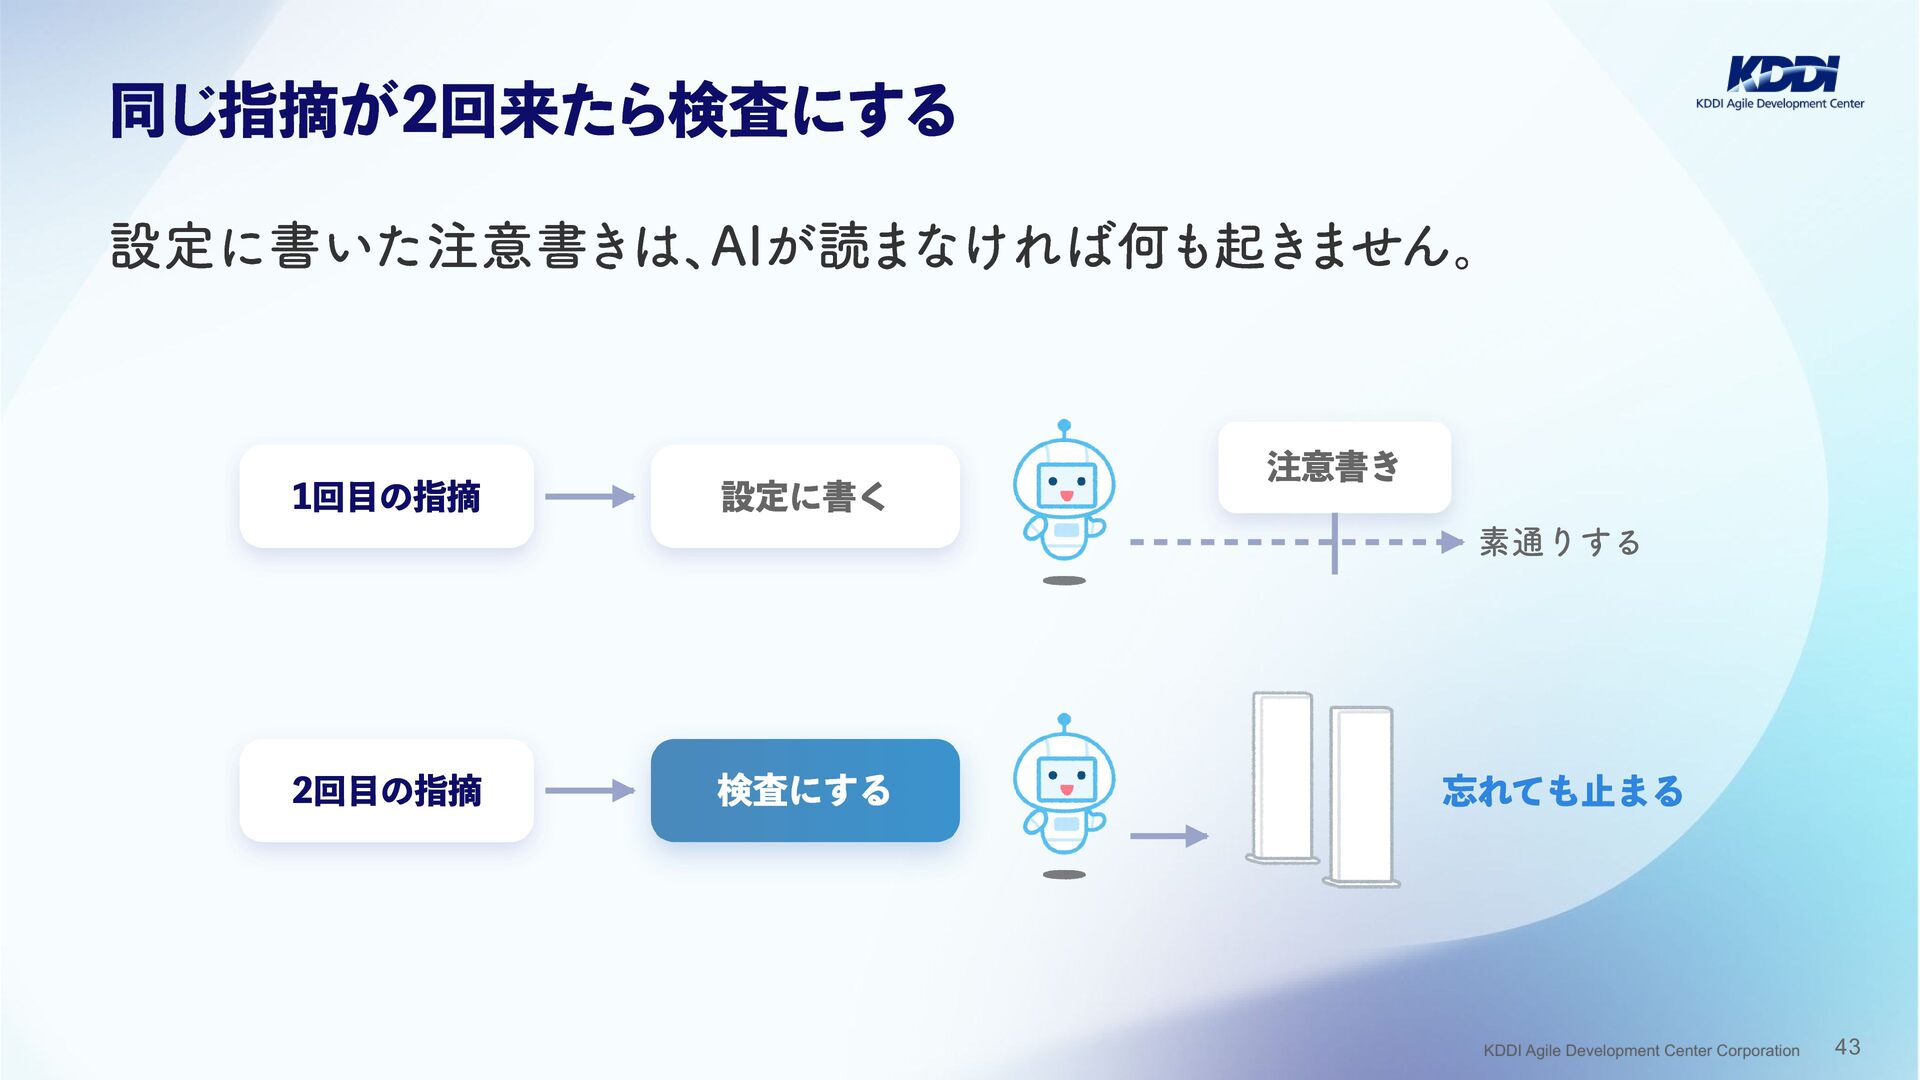 同じ指摘が2回来たら検査にする
KDDI
KDDI Agile Development Center
設定に書いた注意書きは、AIが読まなければ何も起きません。
1回目の指摘
設定に書く
注意書き
素通りする
2回目の指摘
検査にする
忘れても止まる
KDDI Agile Development Center Corporation
43